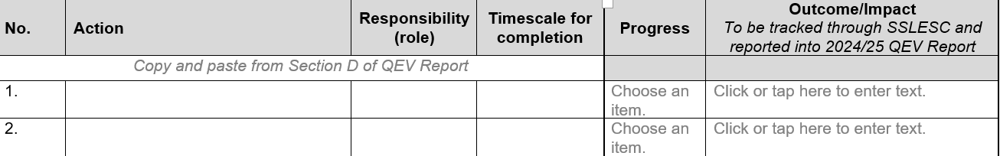 No.
Action
Responsibility
(role)
Timescale for
completion
Progress
Outcome/Impact
To be tracked through SSLESC and
reported into 2024/25 QEV Report
Copy and paste from Section D of QEV Report
1.
Choose an
item.
Click or tap here to enter text.
2.
Choose an
item.
Click or tap here to enter text.